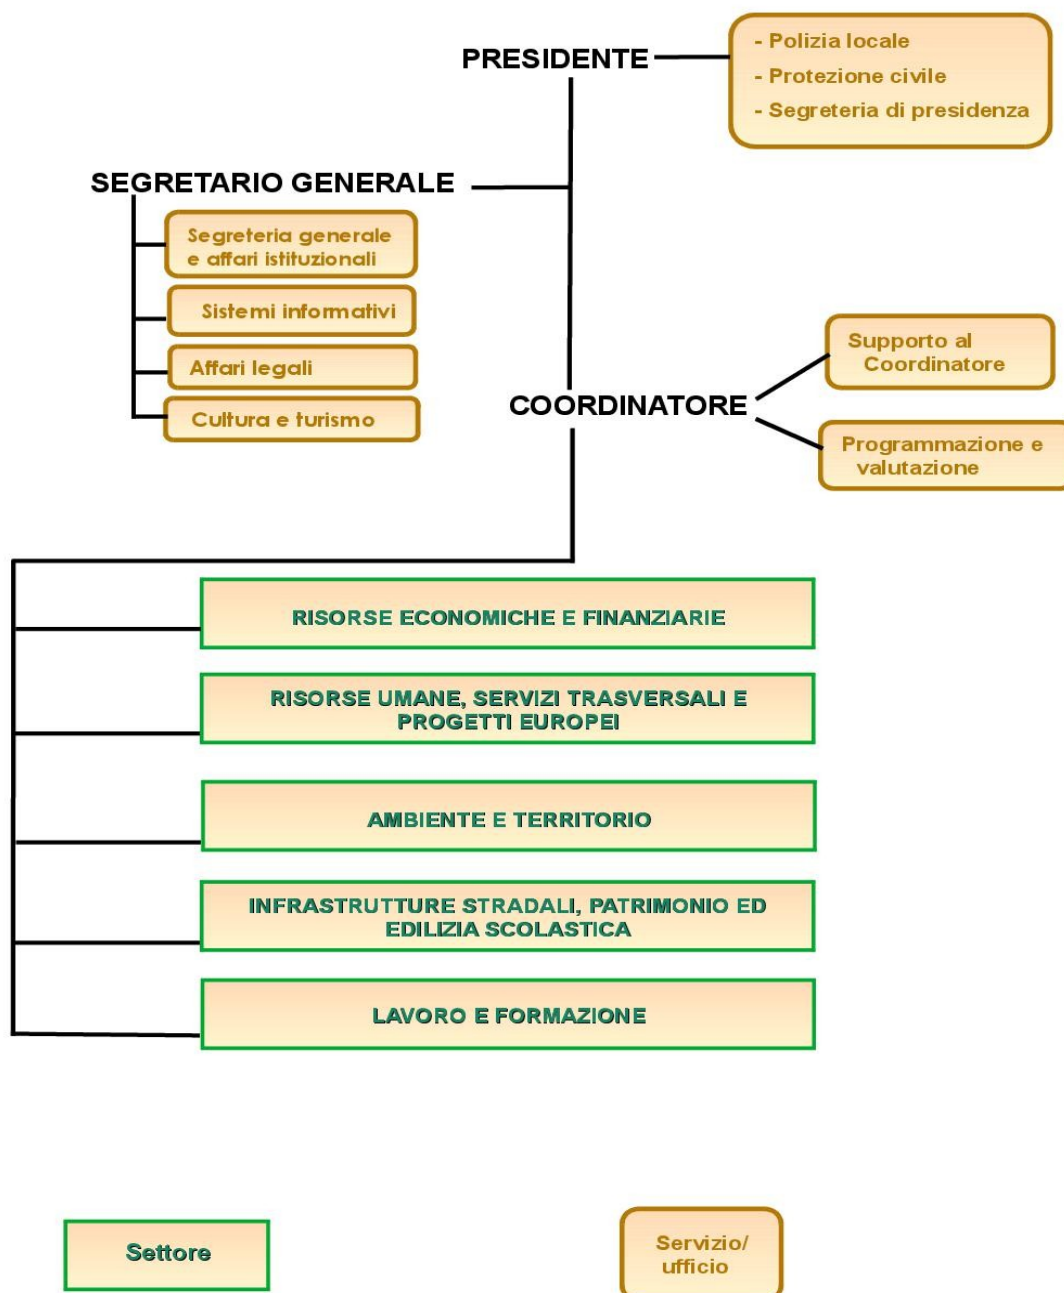 PRESIDENTE
- Polizia locale
- Protezione civile
- Segreteria di presidenza
SEGRETARIO GENERALE
Segreteria generale
e affari istituzionali
Sistemi informativi
Affari legali
Cultura e turismo
COORDINATORE
Supporto al
Coordinatore
Programmazione e
valutazione
RISORSE ECONOMICHE E FINANZIARIE
RISORSE UMANE, SERVIZI TRASVERSALI E
PROGETTI EUROPEI
AMBIENTE E TERRITORIO
INFRASTRUTTURE STRADALI, PATRIMONIO ED
EDILIZIA SCOLASTICA
LAVORO E FORMAZIONE
Settore
Servizio/
ufficio